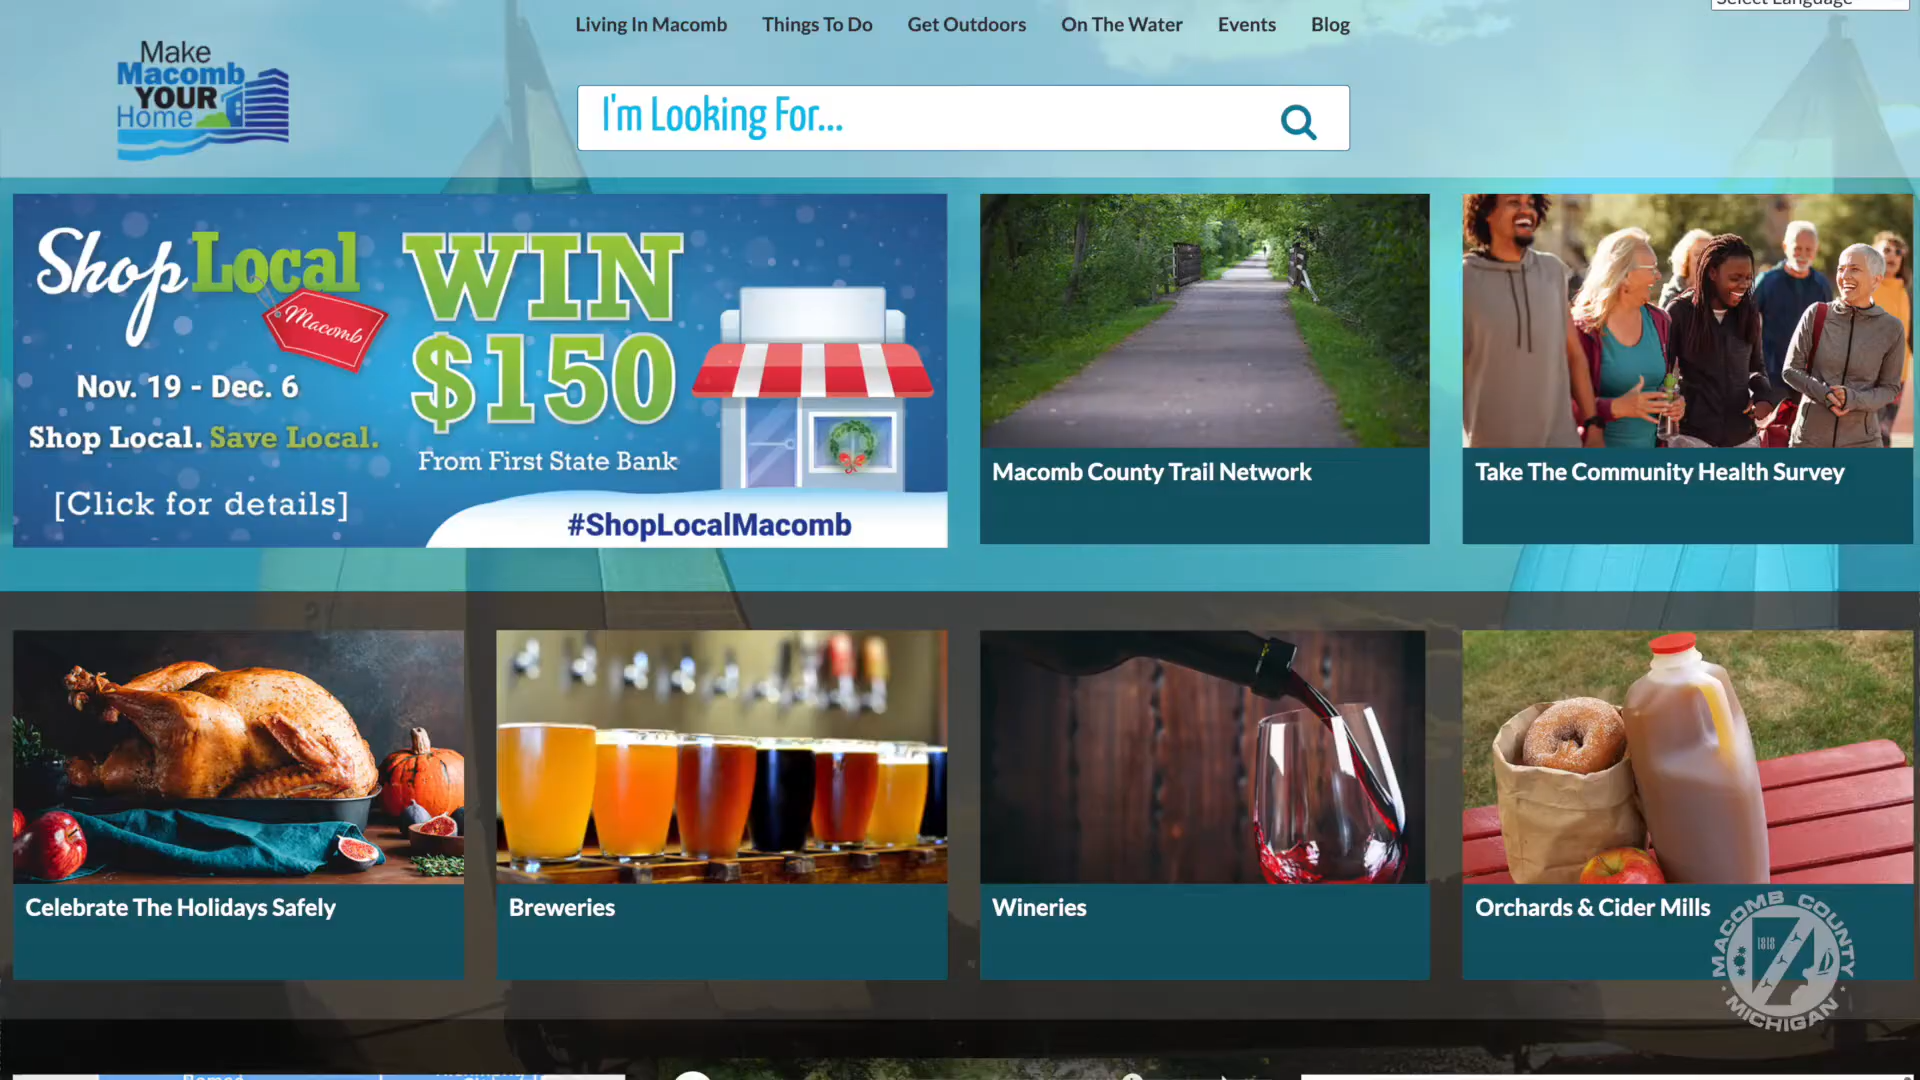 Select Language
Living In Macomb
Things To Do
Get Outdoors
On The Water
Events
Blog
Make
Macomb
YOUR
Home
I'm Looking For...
Shop Local
Macomb
Nov. 19 - Dec. 6
Shop Local. Save Local.
[Click for details]
WIN
$150
From First State Bank
#ShopLocalMacomb
Macomb County Trail Network
Take The Community Health Survey
Celebrate The Holidays Safely
Breweries
Wineries
Orchards & Cider Mills
MACOMB COUNTY
1818
MICHIGAN